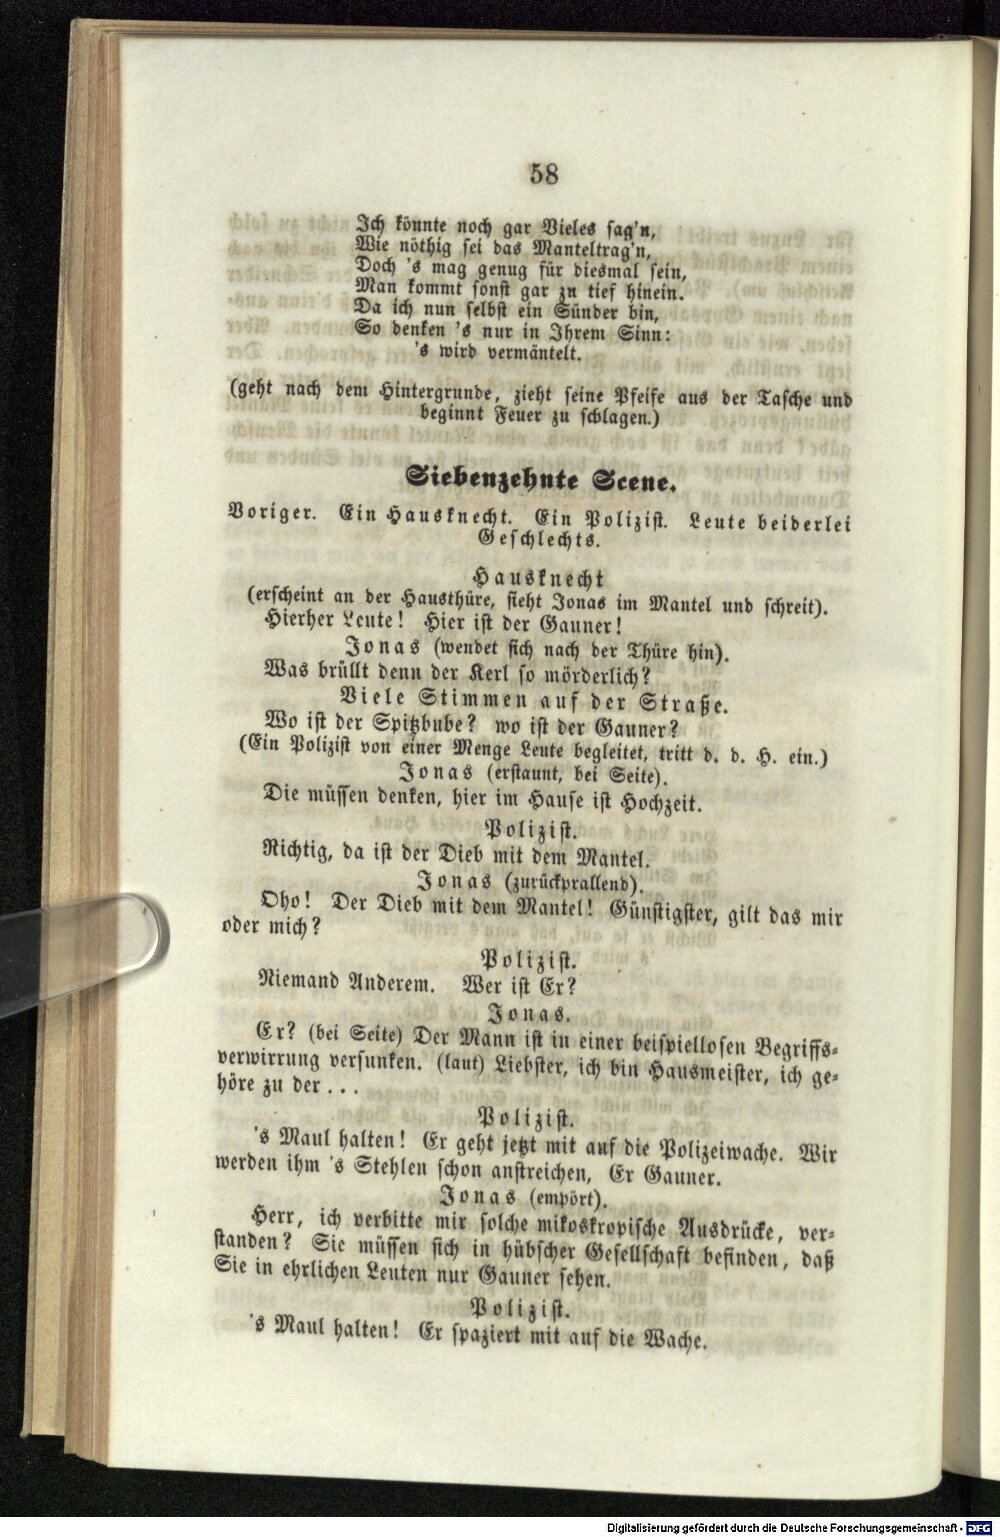 58
Ich könnte noch gar Vieles sag'n,
Wie nöthig sei das Manteltrag'n,
Doch 's mag genug für diesmal sein,
Man kommt sonst gar zu tief hinein.
Da ich nun selbst ein Sünder bin,
So denken 's nur in Ihrem Sinn:
's wird vermäntelt.
(geht nach dem Hintergrunde, zieht seine Pfeife aus der Tasche und
beginnt Feuer zu schlagen.)
Siebenzehnte Scene.
Voriger. Ein Hausknecht. Ein Polizist. Leute beiderlei
Geschlechts.
Hausknecht
(erscheint an der Hausthüre, sieht Jonas im Mantel und schreit).
Hierher Leute! Hier ist der Gauner!
Jonas (wendet sich nach der Thüre hin).
Was brüllt denn der Kerl so mörderlich?
Viele Stimmen auf der Straße.
Wo ist der Spitzbube? wo ist der Gauner?
(Ein Polizist von einer Menge Leute begleitet, tritt d. d. H. ein.)
Jonas (erstaunt, bei Seite).
Die müssen denken, hier im Hause ist Hochzeit.
Polizist.
Richtig, da ist der Dieb mit dem Mantel.
Jonas (zurückprallend).
Oho! Der Dieb mit dem Mantel! Günstigster, gilt das mir
oder mich?
Polizist.
Niemand Anderem. Wer ist Er?
Jonas.
Er? (bei Seite) Der Mann ist in einer beispiellosen Begriffs-
verwirrung versunken. (laut) Liebster, ich bin Hausmeister, ich ge-
höre zu der...
Polizist.
's Maul halten! Er geht jetzt mit auf die Polizeiwache. Wir
werden ihm 's Stehlen schon anstreichen, Er Gauner.
Jonas (empört).
Herr, ich verbitte mir solche mikoskropische Ausdrücke, ver-
standen? Sie müssen sich in hübscher Gesellschaft befinden, daß
Sie in ehrlichen Leuten nur Gauner sehen.
Polizist.
's Maul halten! Er spaziert mit auf die Wache.
Digitalisierung gefördert durch die Deutsche Forschungsgemeinschaft - DFG